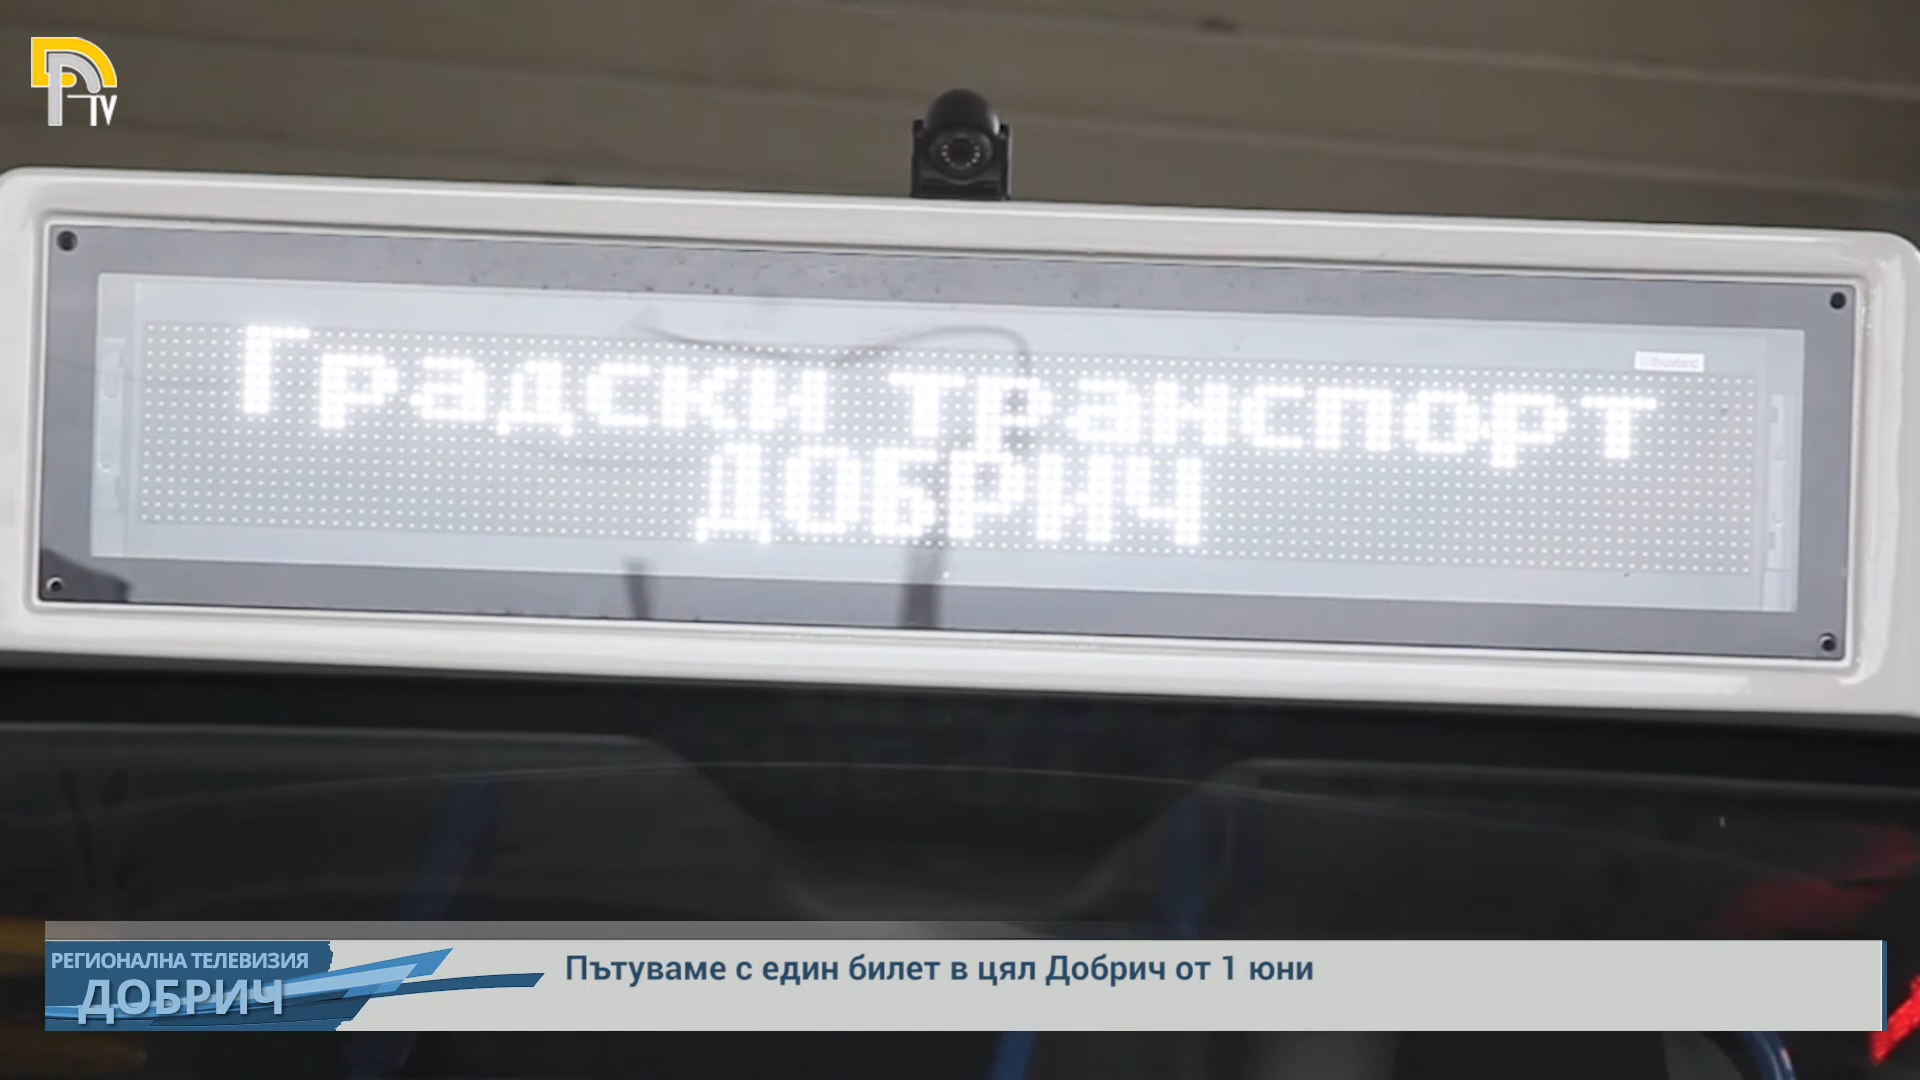 TV
Градски транспорт
ДОБРИЧ
РЕГИОНАЛНА ТЕЛЕВИЗИЯ
ДОБРИЧ
Пътуваме с един билет в цял Добрич от 1 юни